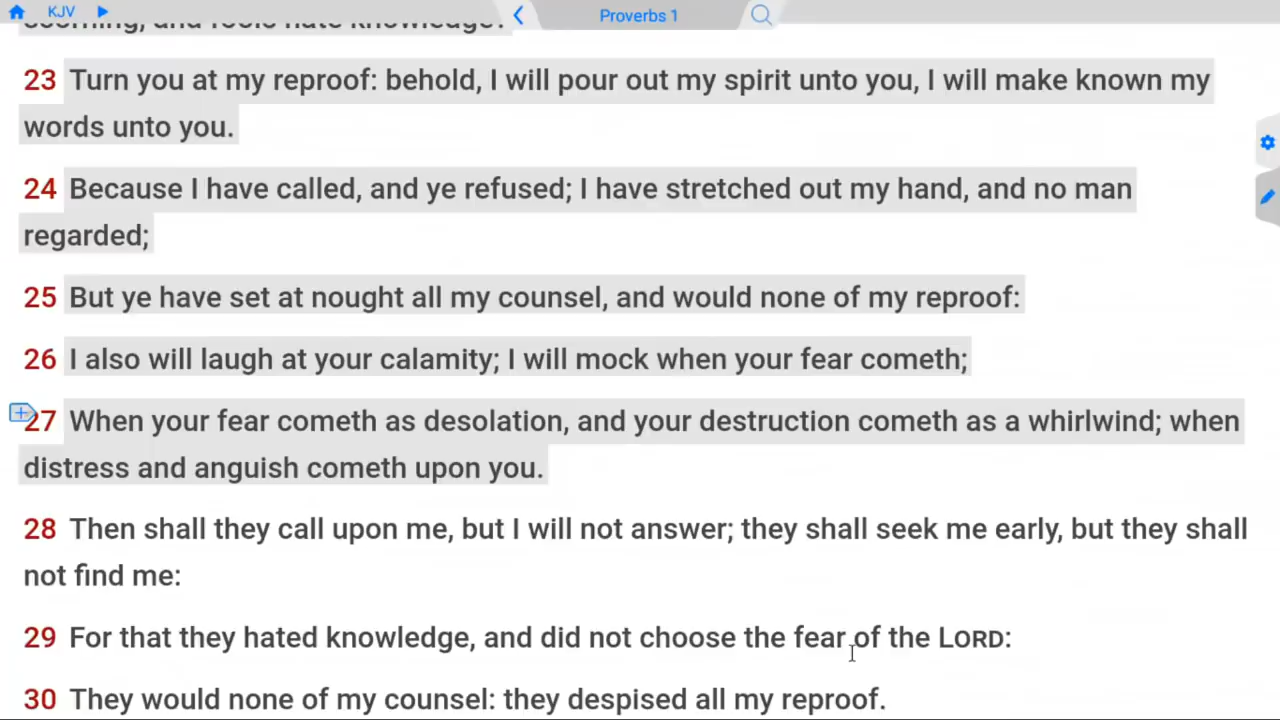 KJV
Proverbs 1
scorning, and fools hate knowledge?
23 Turn you at my reproof: behold, I will pour out my spirit unto you, I will make known my
words unto you.
24 Because I have called, and ye refused; I have stretched out my hand, and no man
regarded;
25 But ye have set at nought all my counsel, and would none of my reproof:
26 I also will laugh at your calamity; I will mock when your fear cometh;
27 When your fear cometh as desolation, and your destruction cometh as a whirlwind; when
distress and anguish cometh upon you.
28 Then shall they call upon me, but I will not answer; they shall seek me early, but they shall
not find me:
29 For that they hated knowledge, and did not choose the fear of the LORD:
30 They would none of my counsel: they despised all my reproof.